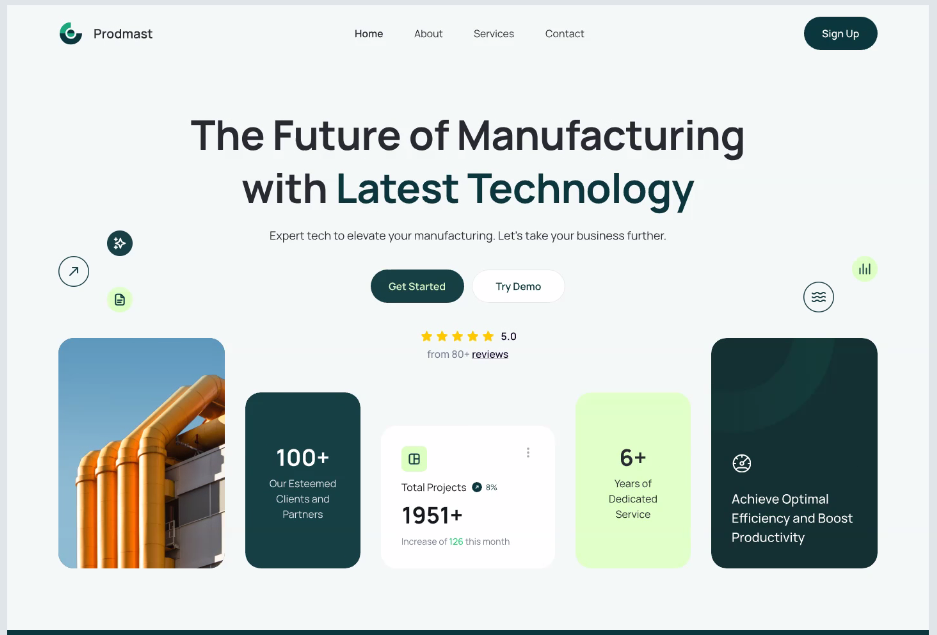 Prodmast
Home
About
Services
Contact
Sign Up
The Future of Manufacturing
with Latest Technology
Expert tech to elevate your manufacturing. Let's take your business further.
Get Started
Try Demo
5.0
from 80+ reviews
100+
Our Esteemed
Clients and
Partners
Total Projects
8%
1951+
Increase of 126 this month
6+
Years of
Dedicated
Service
Achieve Optimal
Efficiency and Boost
Productivity